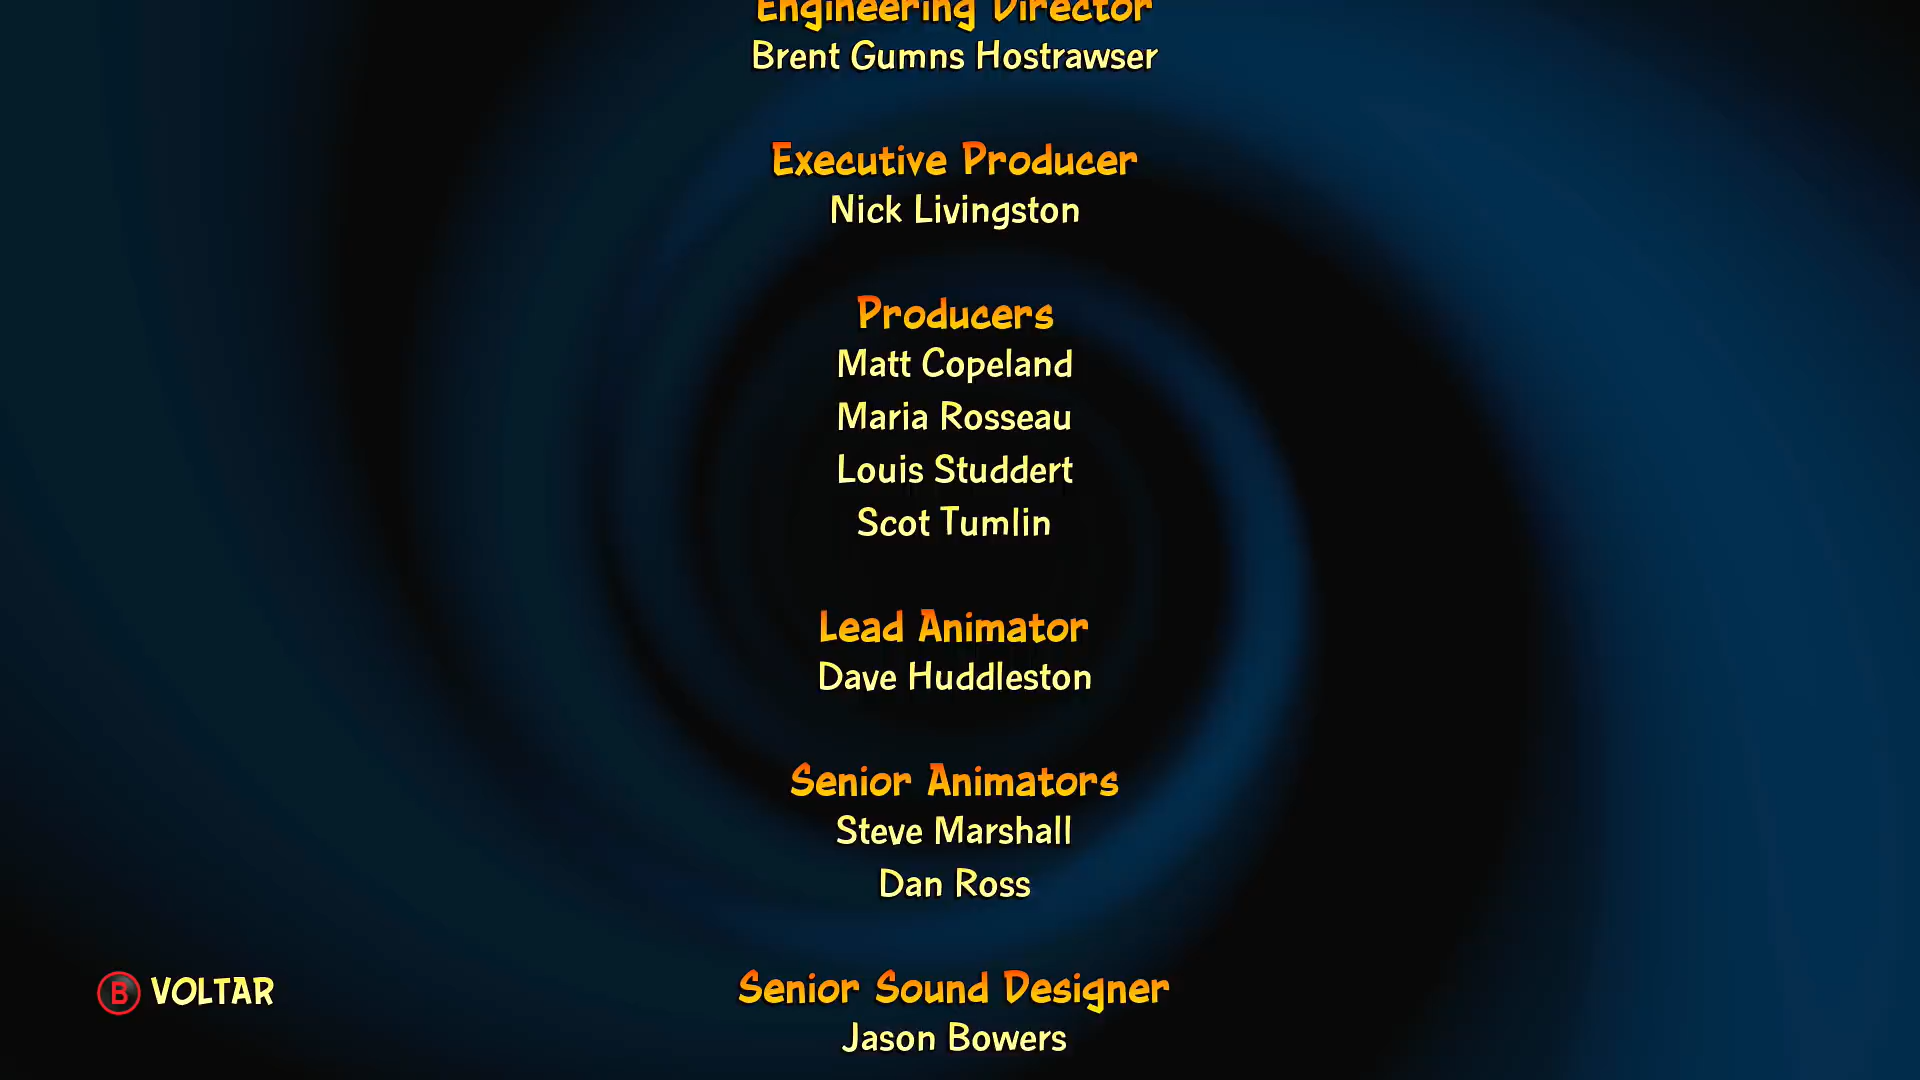 Engineering Director
Brent Gumns Hostrawser
Executive Producer
Nick Livingston
Producers
Matt Copeland
Maria Rosseau
Louis Studdert
Scot Tumlin
Lead Animator
Dave Huddleston
Senior Animators
Steve Marshall
Dan Ross
Senior Sound Designer
Jason Bowers
B VOLTAR